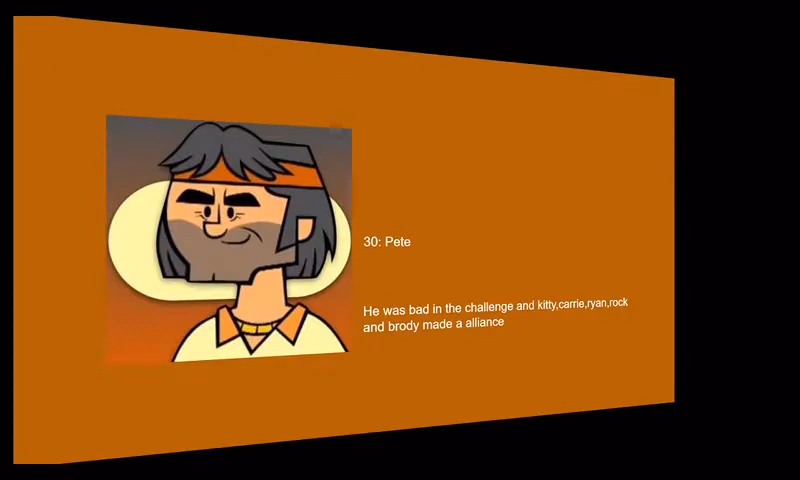 30: Pete
He was bad in the challenge and kitty,carrie,ryan,rock
and brody made a alliance